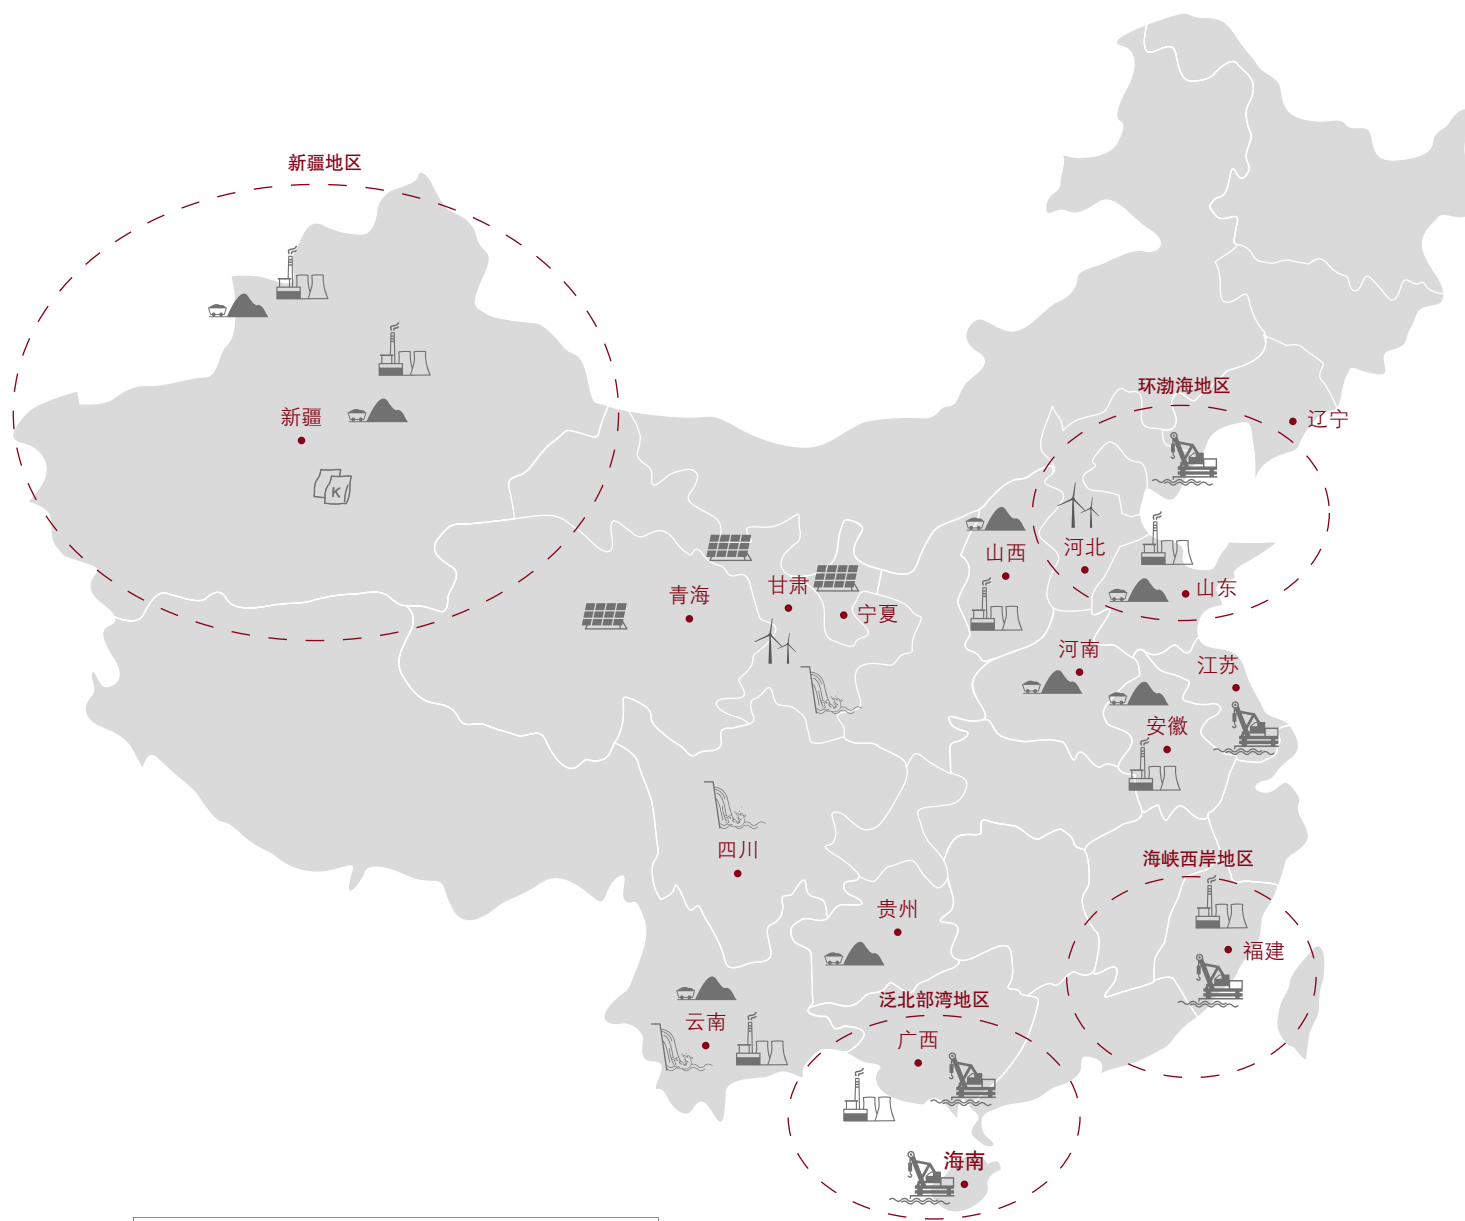 新疆地区
环渤海地区
新疆
辽宁
山西
河北
甘肃
青海
山东
宁夏
河南
江苏
安徽
四川
海峡西岸地区
贵州
福建
泛北部湾地区
云南
广西
海南
K